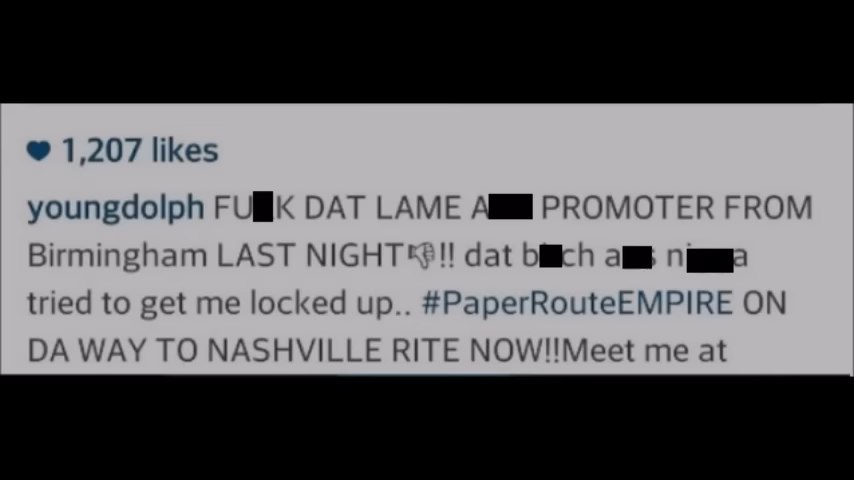 1,207 likes
youngdolph FU K DAT LAME A PROMOTER FROM
Birmingham LAST NIGHT👎!! dat b ch a s n a
tried to get me locked up.. #PaperRouteEMPIRE ON
DA WAY TO NASHVILLE RITE NOW!!Meet me at